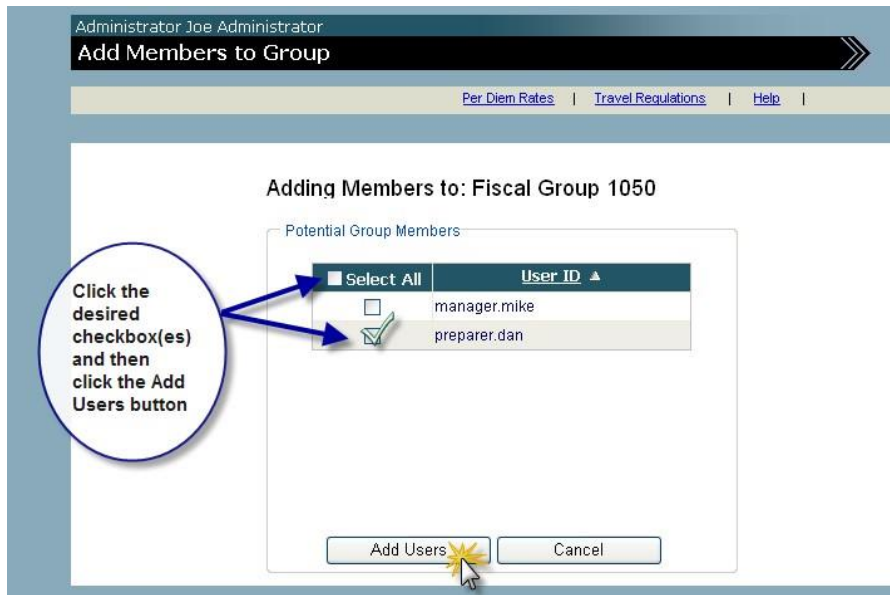 Administrator Joe Administrator
Add Members to Group
Per Diem Rates | Travel Regulations | Help |
Adding Members to: Fiscal Group 1050
Potential Group Members
Select All User ID
manager.mike
preparer.dan
Click the
desired
checkbox(es)
and then
click the Add
Users button
Add Users Cancel